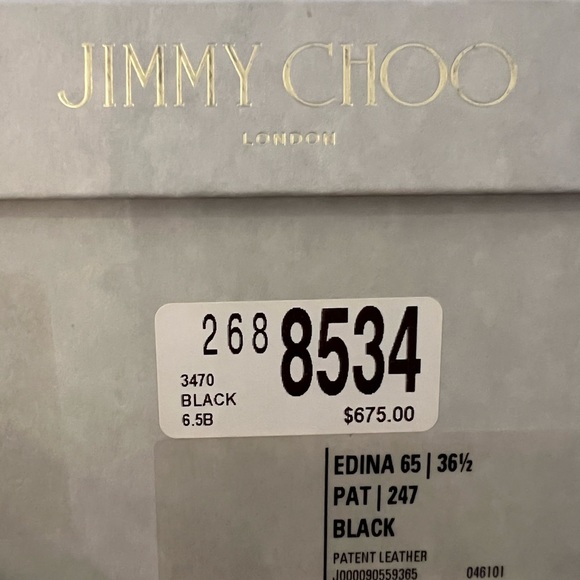 JIMMY CHOO
LONDON
268 8534
3470
BLACK
6.5B $675.00
EDINA 65 | 36½
PAT | 247
BLACK
PATENT LEATHER
J000090559365 046101